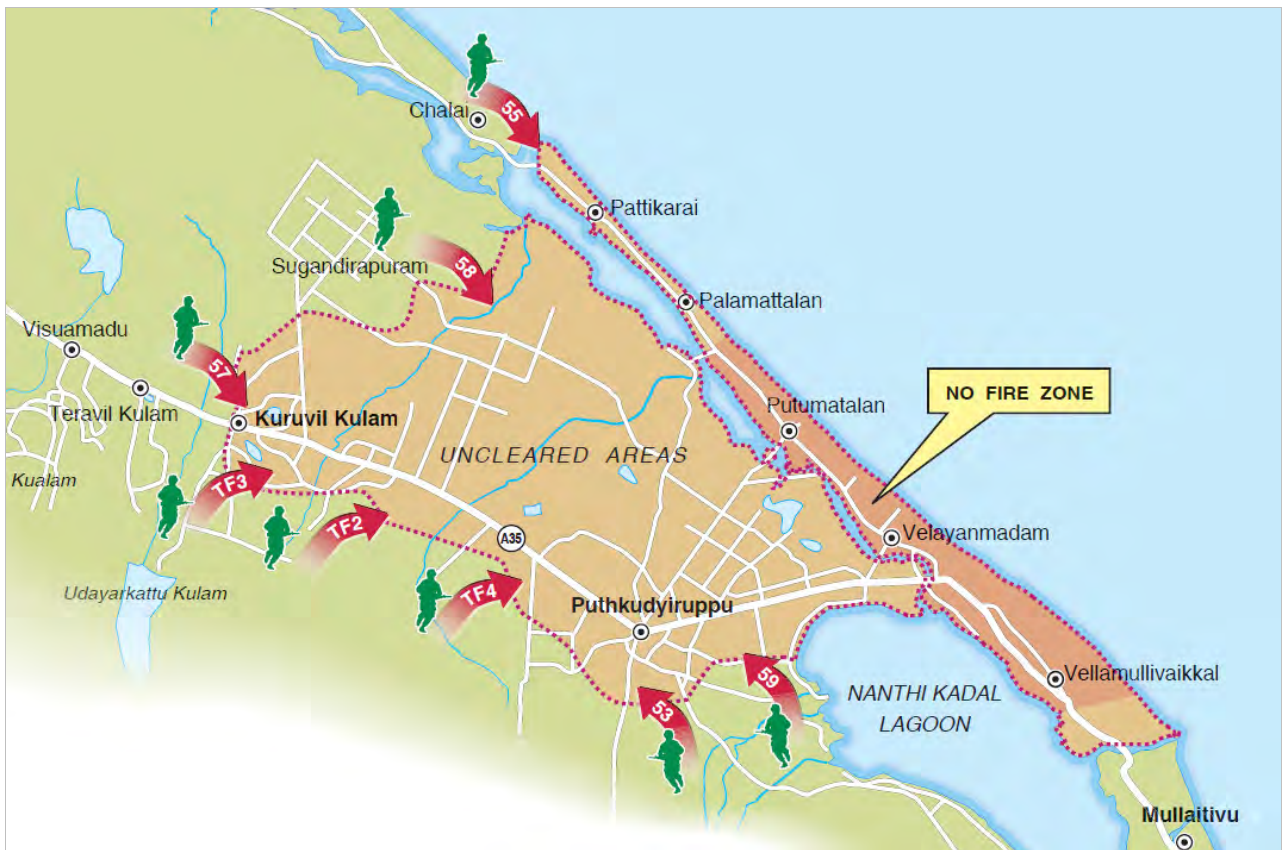 55
Chalai
Pattikarai
58
Sugandirapuram
Palamattalan
Visuamadu
57
NO FIRE ZONE
Teravil Kulam
Kuruvil Kulam
Putumatalan
UNCLEARED AREAS
Kualam
TF3
TF2
A35
Velayanmadam
Udayarkattu Kulam
TF4
Puthkudyiruppu
59
Vellamullivaikkal
53
NANTHI KADAL
LAGOON
Mullaitivu